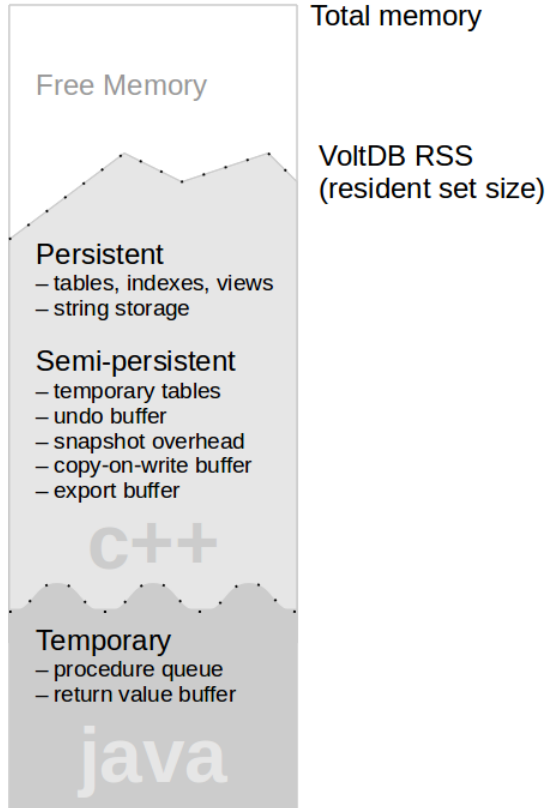 Total memory
Free Memory
VoltDB RSS
(resident set size)
Persistent
– tables, indexes, views
– string storage
Semi-persistent
– temporary tables
– undo buffer
– snapshot overhead
– copy-on-write buffer
– export buffer
c++
Temporary
– procedure queue
– return value buffer
java